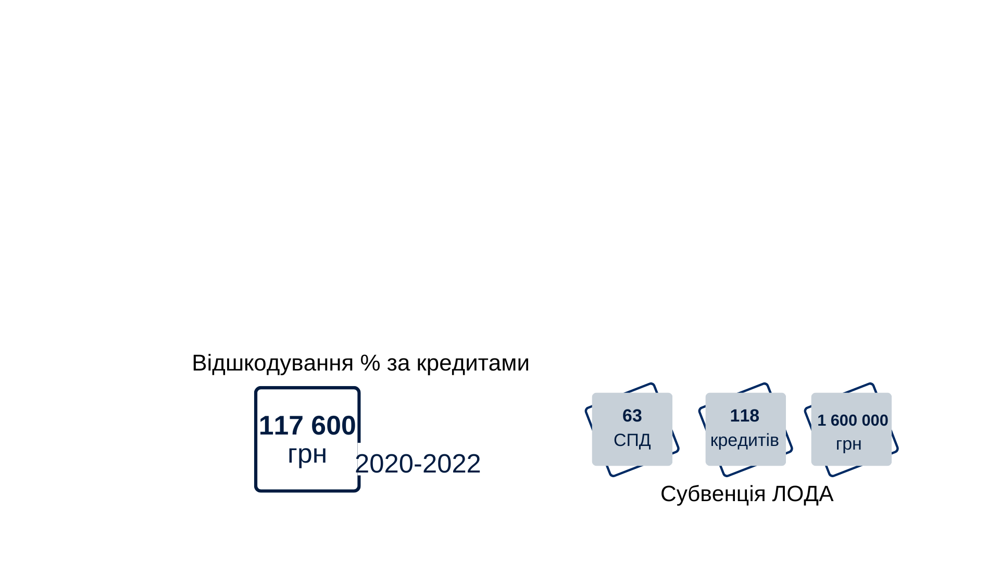 Відшкодування % за кредитами
117 600
грн
2020-2022
63
СПД
118
кредитів
1 600 000
грн
Субвенція ЛОДА